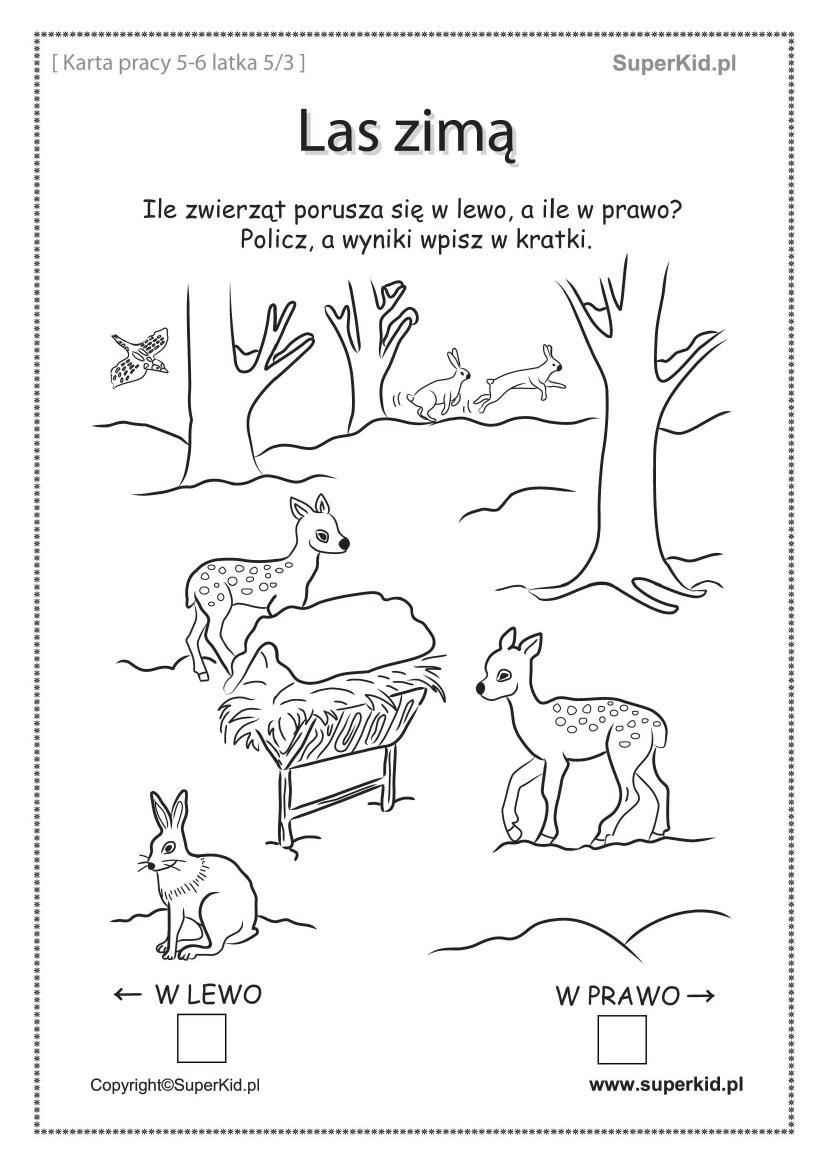 [ Karta pracy 5-6 latka 5/3 ] SuperKid.pl
Las zimą
Ile zwierząt porusza się w lewo, a ile w prawo?
Policz, a wyniki wpisz w kratki.
← W LEWO W PRAWO →
Copyright©SuperKid.pl www.superkid.pl